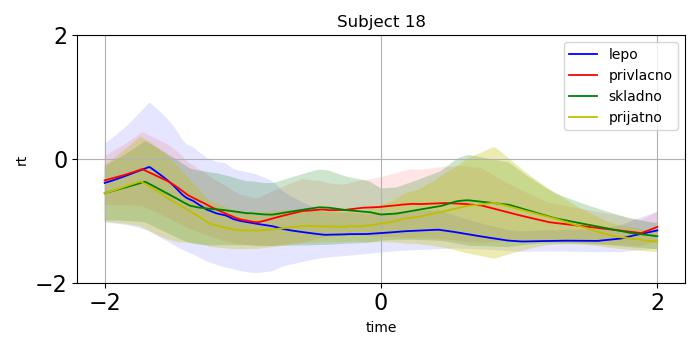 Subject 18
2
0
−2
rt
lepo
privlacno
skladno
prijatno
−2
0
2
time